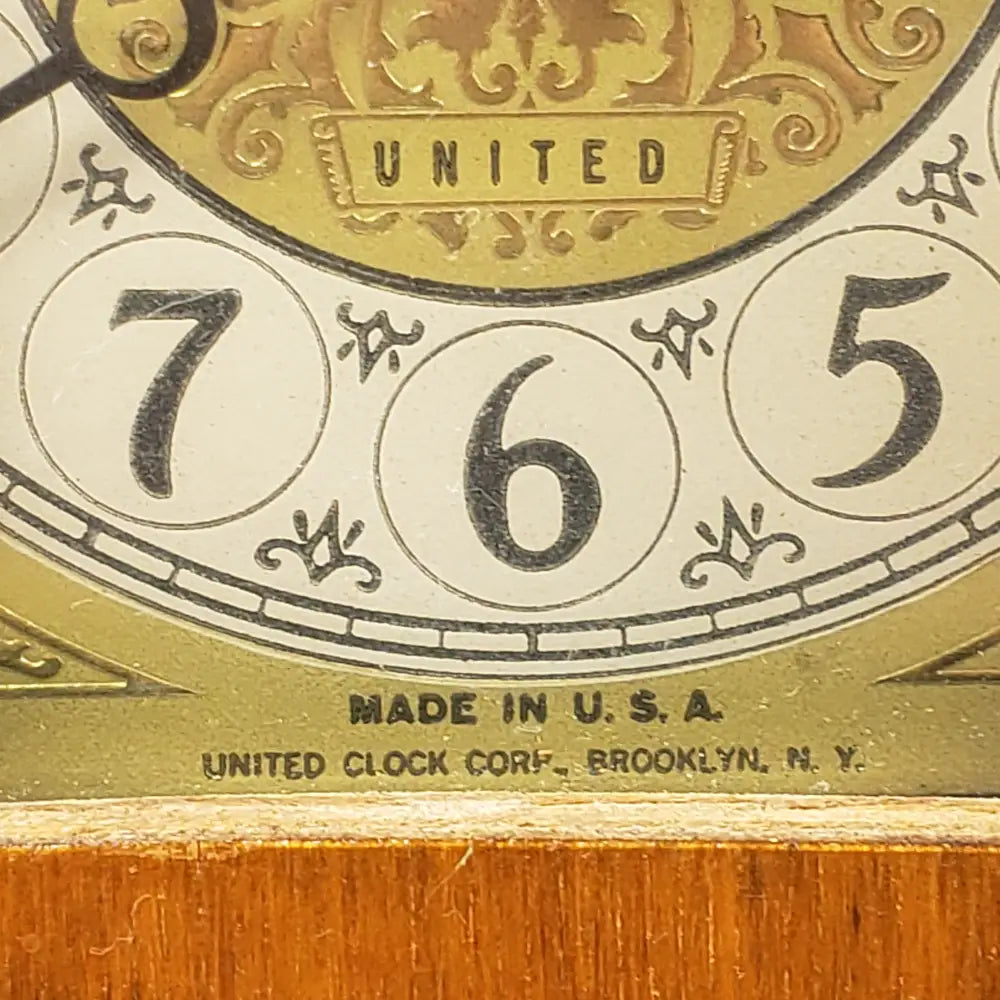 UNITED
7 6 5
MADE IN U. S. A.
UNITED CLOCK CORP., BROOKLYN, N. Y.